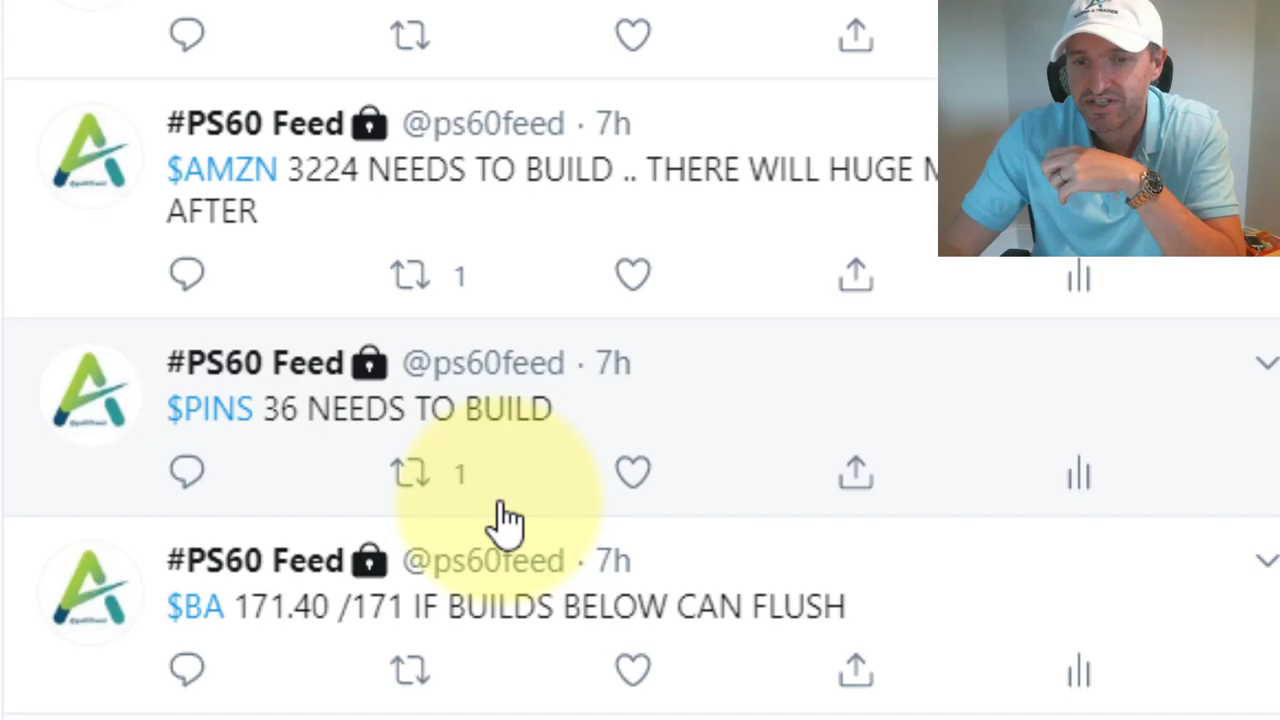 #PS60 Feed @ps60feed · 7h
$AMZN 3224 NEEDS TO BUILD .. THERE WILL HUGE
AFTER
1
#PS60 Feed @ps60feed · 7h
$PINS 36 NEEDS TO BUILD
1
#PS60 Feed @ps60feed · 7h
$BA 171.40 /171 IF BUILDS BELOW CAN FLUSH